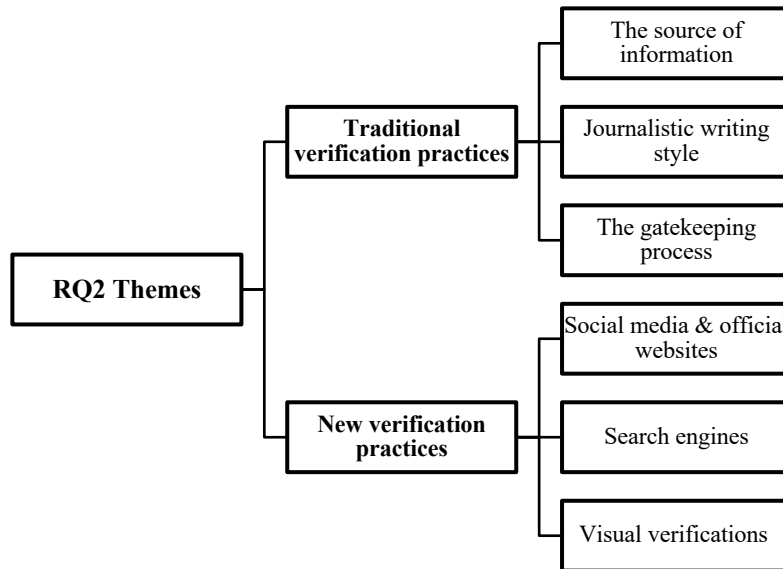 The source of
information
Traditional
verification practices
Journalistic writing
style
The gatekeeping
process
RQ2 Themes
Social media & official
websites
New verification
practices
Search engines
Visual verifications